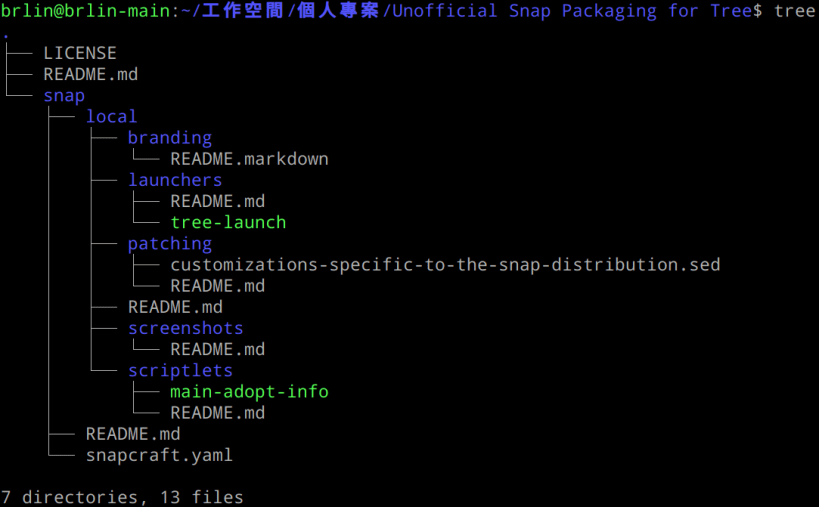 brlin@brlin-main:~/工作空間/個人專案/Unofficial Snap Packaging for Tree$ tree
.
├── LICENSE
├── README.md
└── snap
    ├── local
    │   ├── branding
    │   │   └── README.markdown
    │   ├── launchers
    │   │   ├── README.md
    │   │   └── tree-launch
    │   ├── patching
    │   │   ├── customizations-specific-to-the-snap-distribution.sed
    │   │   └── README.md
    │   ├── README.md
    │   ├── screenshots
    │   │   └── README.md
    │   └── scriptlets
    │       ├── main-adopt-info
    │       └── README.md
    ├── README.md
    └── snapcraft.yaml

7 directories, 13 files